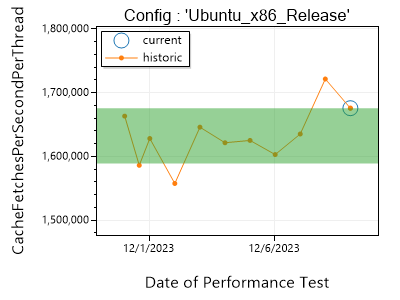 Config : 'Ubuntu_x86_Release'
CacheFetchesPerSecondPerThread
1,800,000
1,700,000
1,600,000
1,500,000
current
historic
12/1/2023
12/6/2023
Date of Performance Test